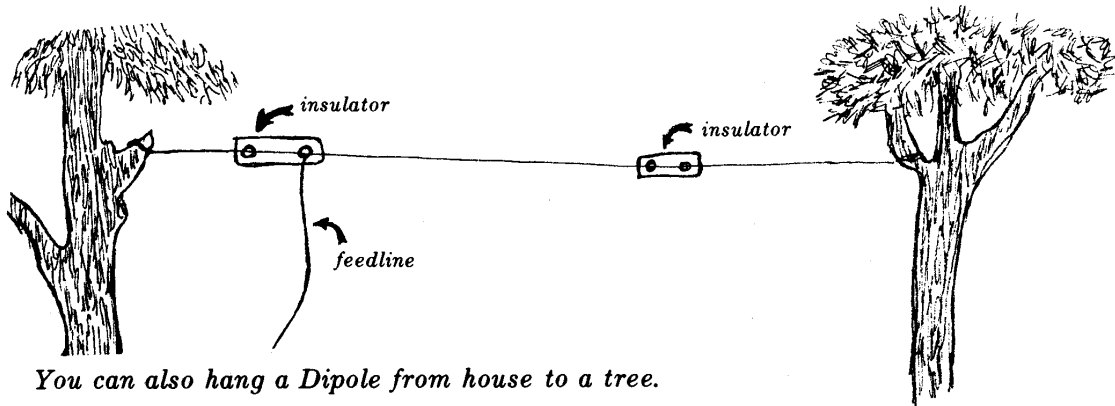 insulator
insulator
feedline
You can also hang a Dipole from house to a tree.